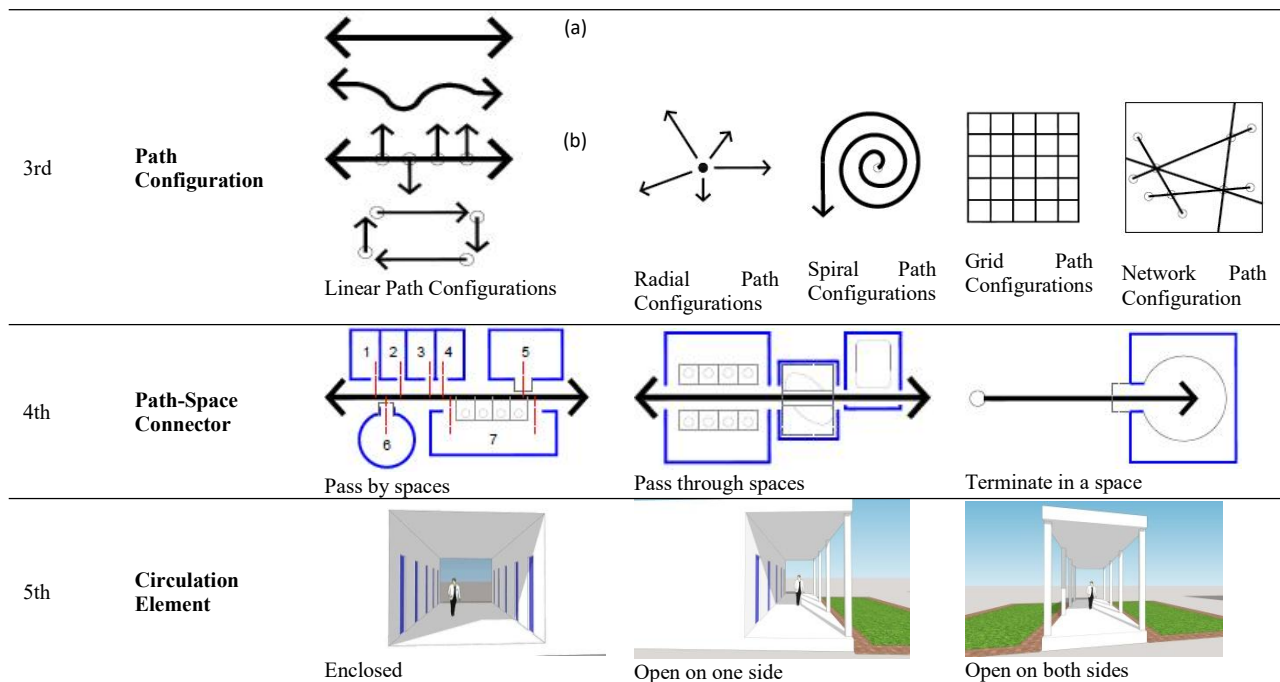 (a)
(b)
3rd
Path
Configuration
Linear Path Configurations
Radial Path
Configurations
Spiral Path
Configurations
Grid Path
Configurations
Network Path
Configuration
4th
Path-Space
Connector
1 2 3 4 5
6 7
Pass by spaces
Pass through spaces
Terminate in a space
5th
Circulation
Element
Enclosed
Open on one side
Open on both sides